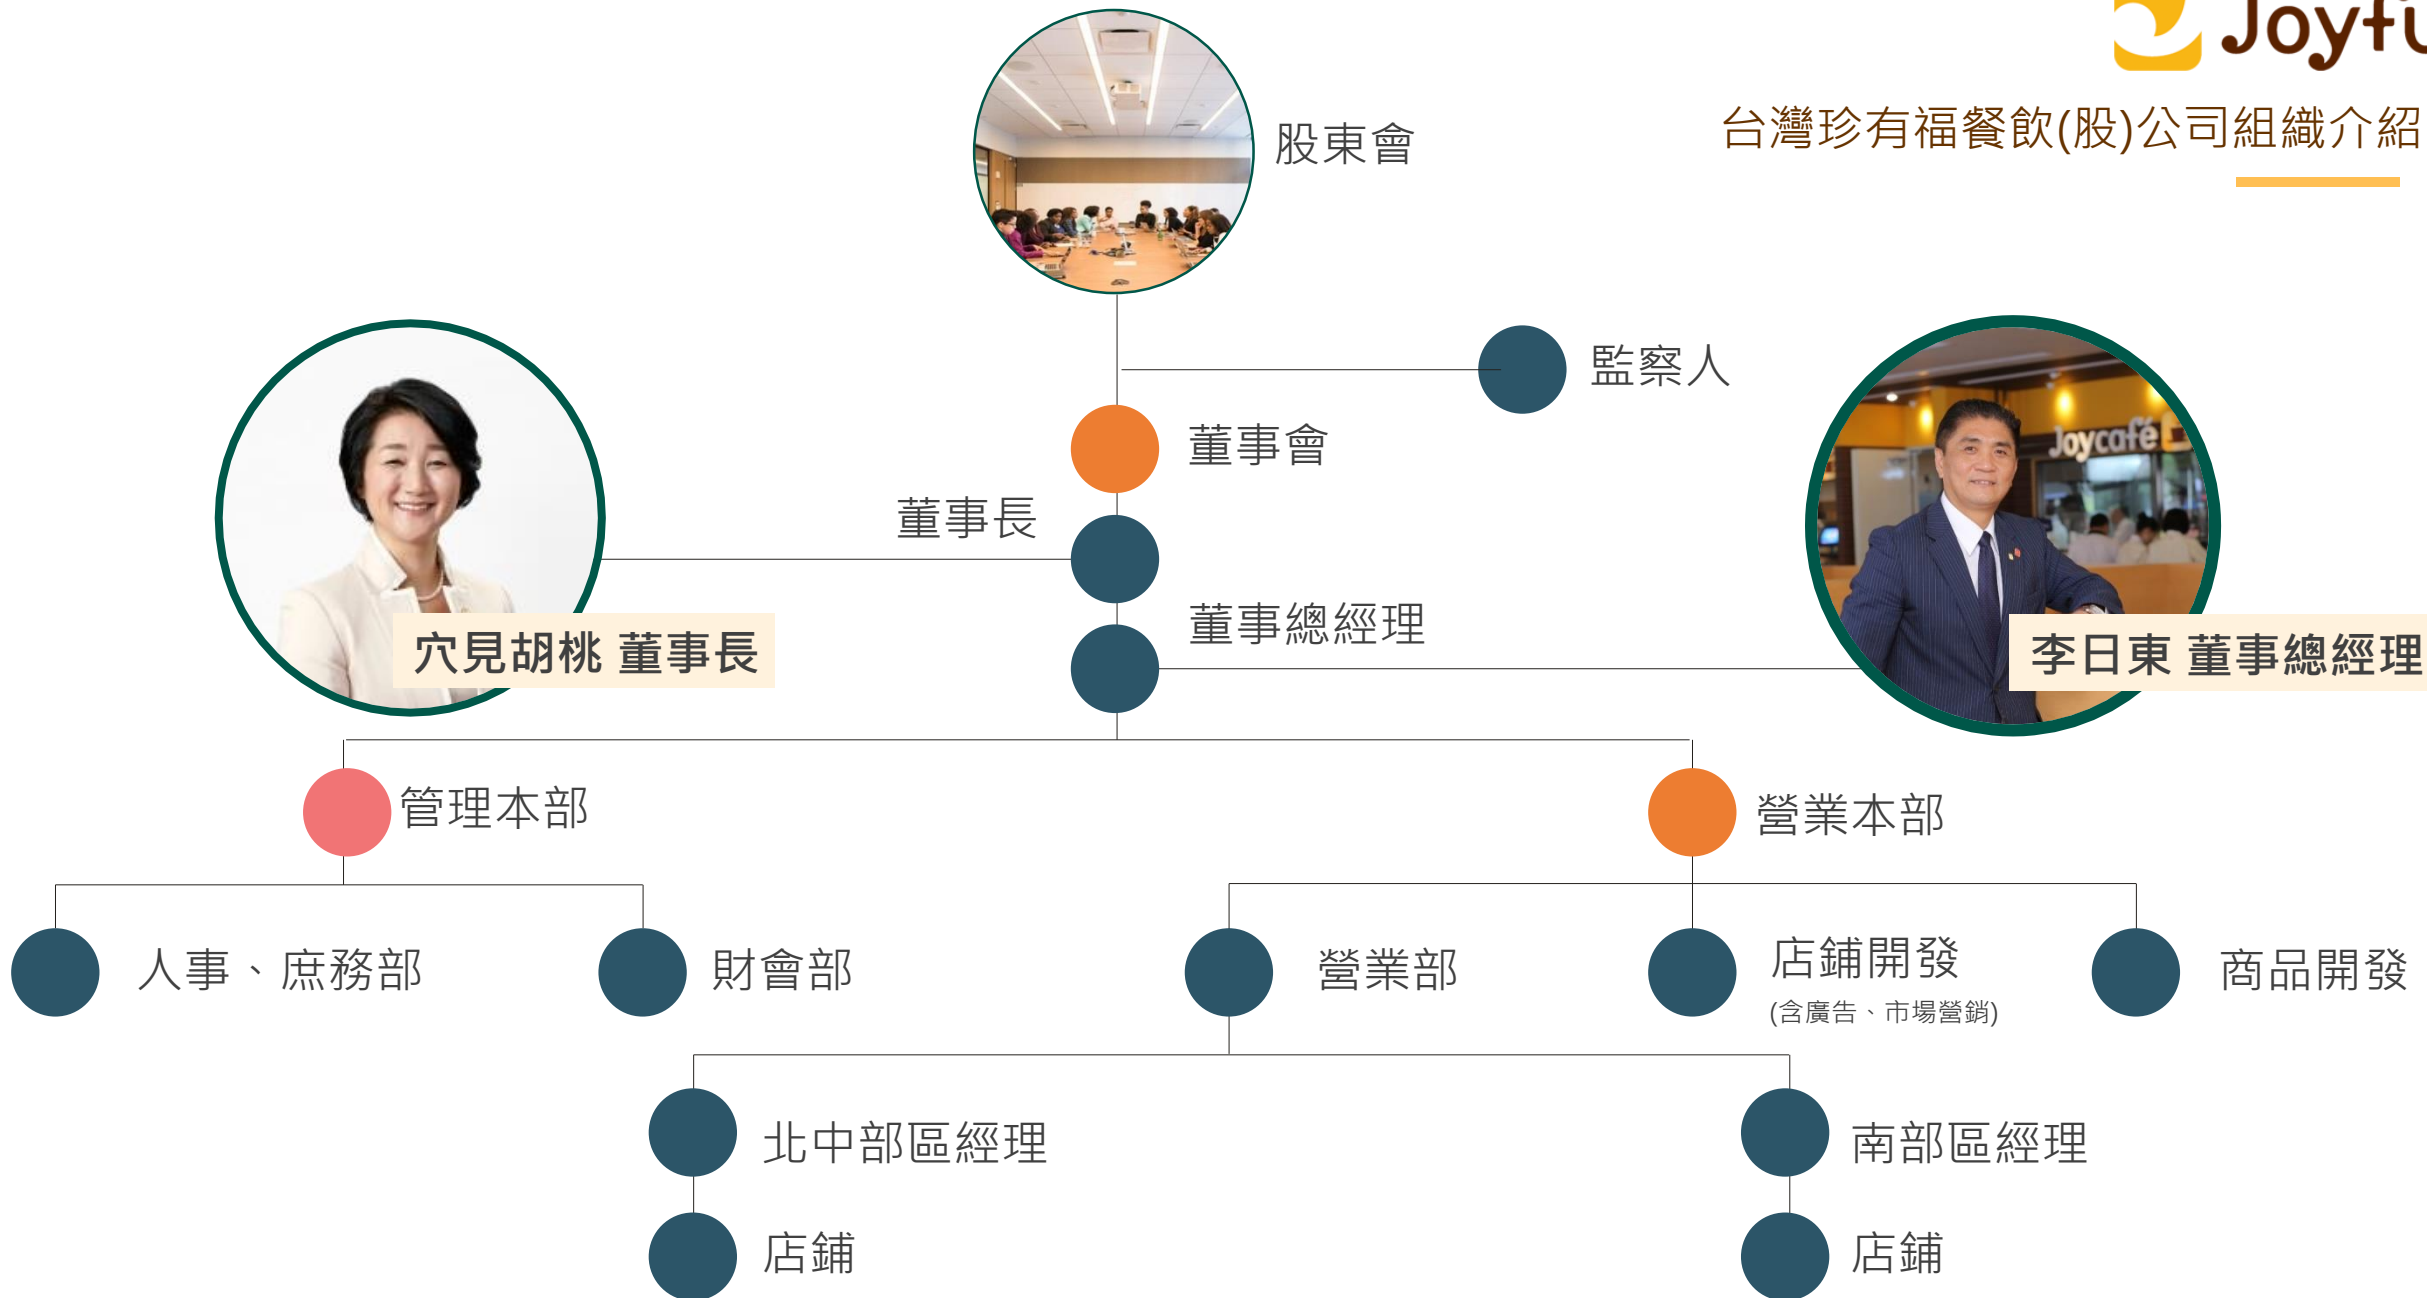 Joyfu
台灣珍有福餐飲(股)公司組織介紹
股東會
監察人
董事會
董事長
Joycafé
穴見胡桃 董事長
董事總經理
李日東 董事總經理
管理本部
營業本部
人事、庶務部
財會部
營業部
店鋪開發
(含廣告、市場營銷)
商品開發
北中部區經理
南部區經理
店鋪
店鋪